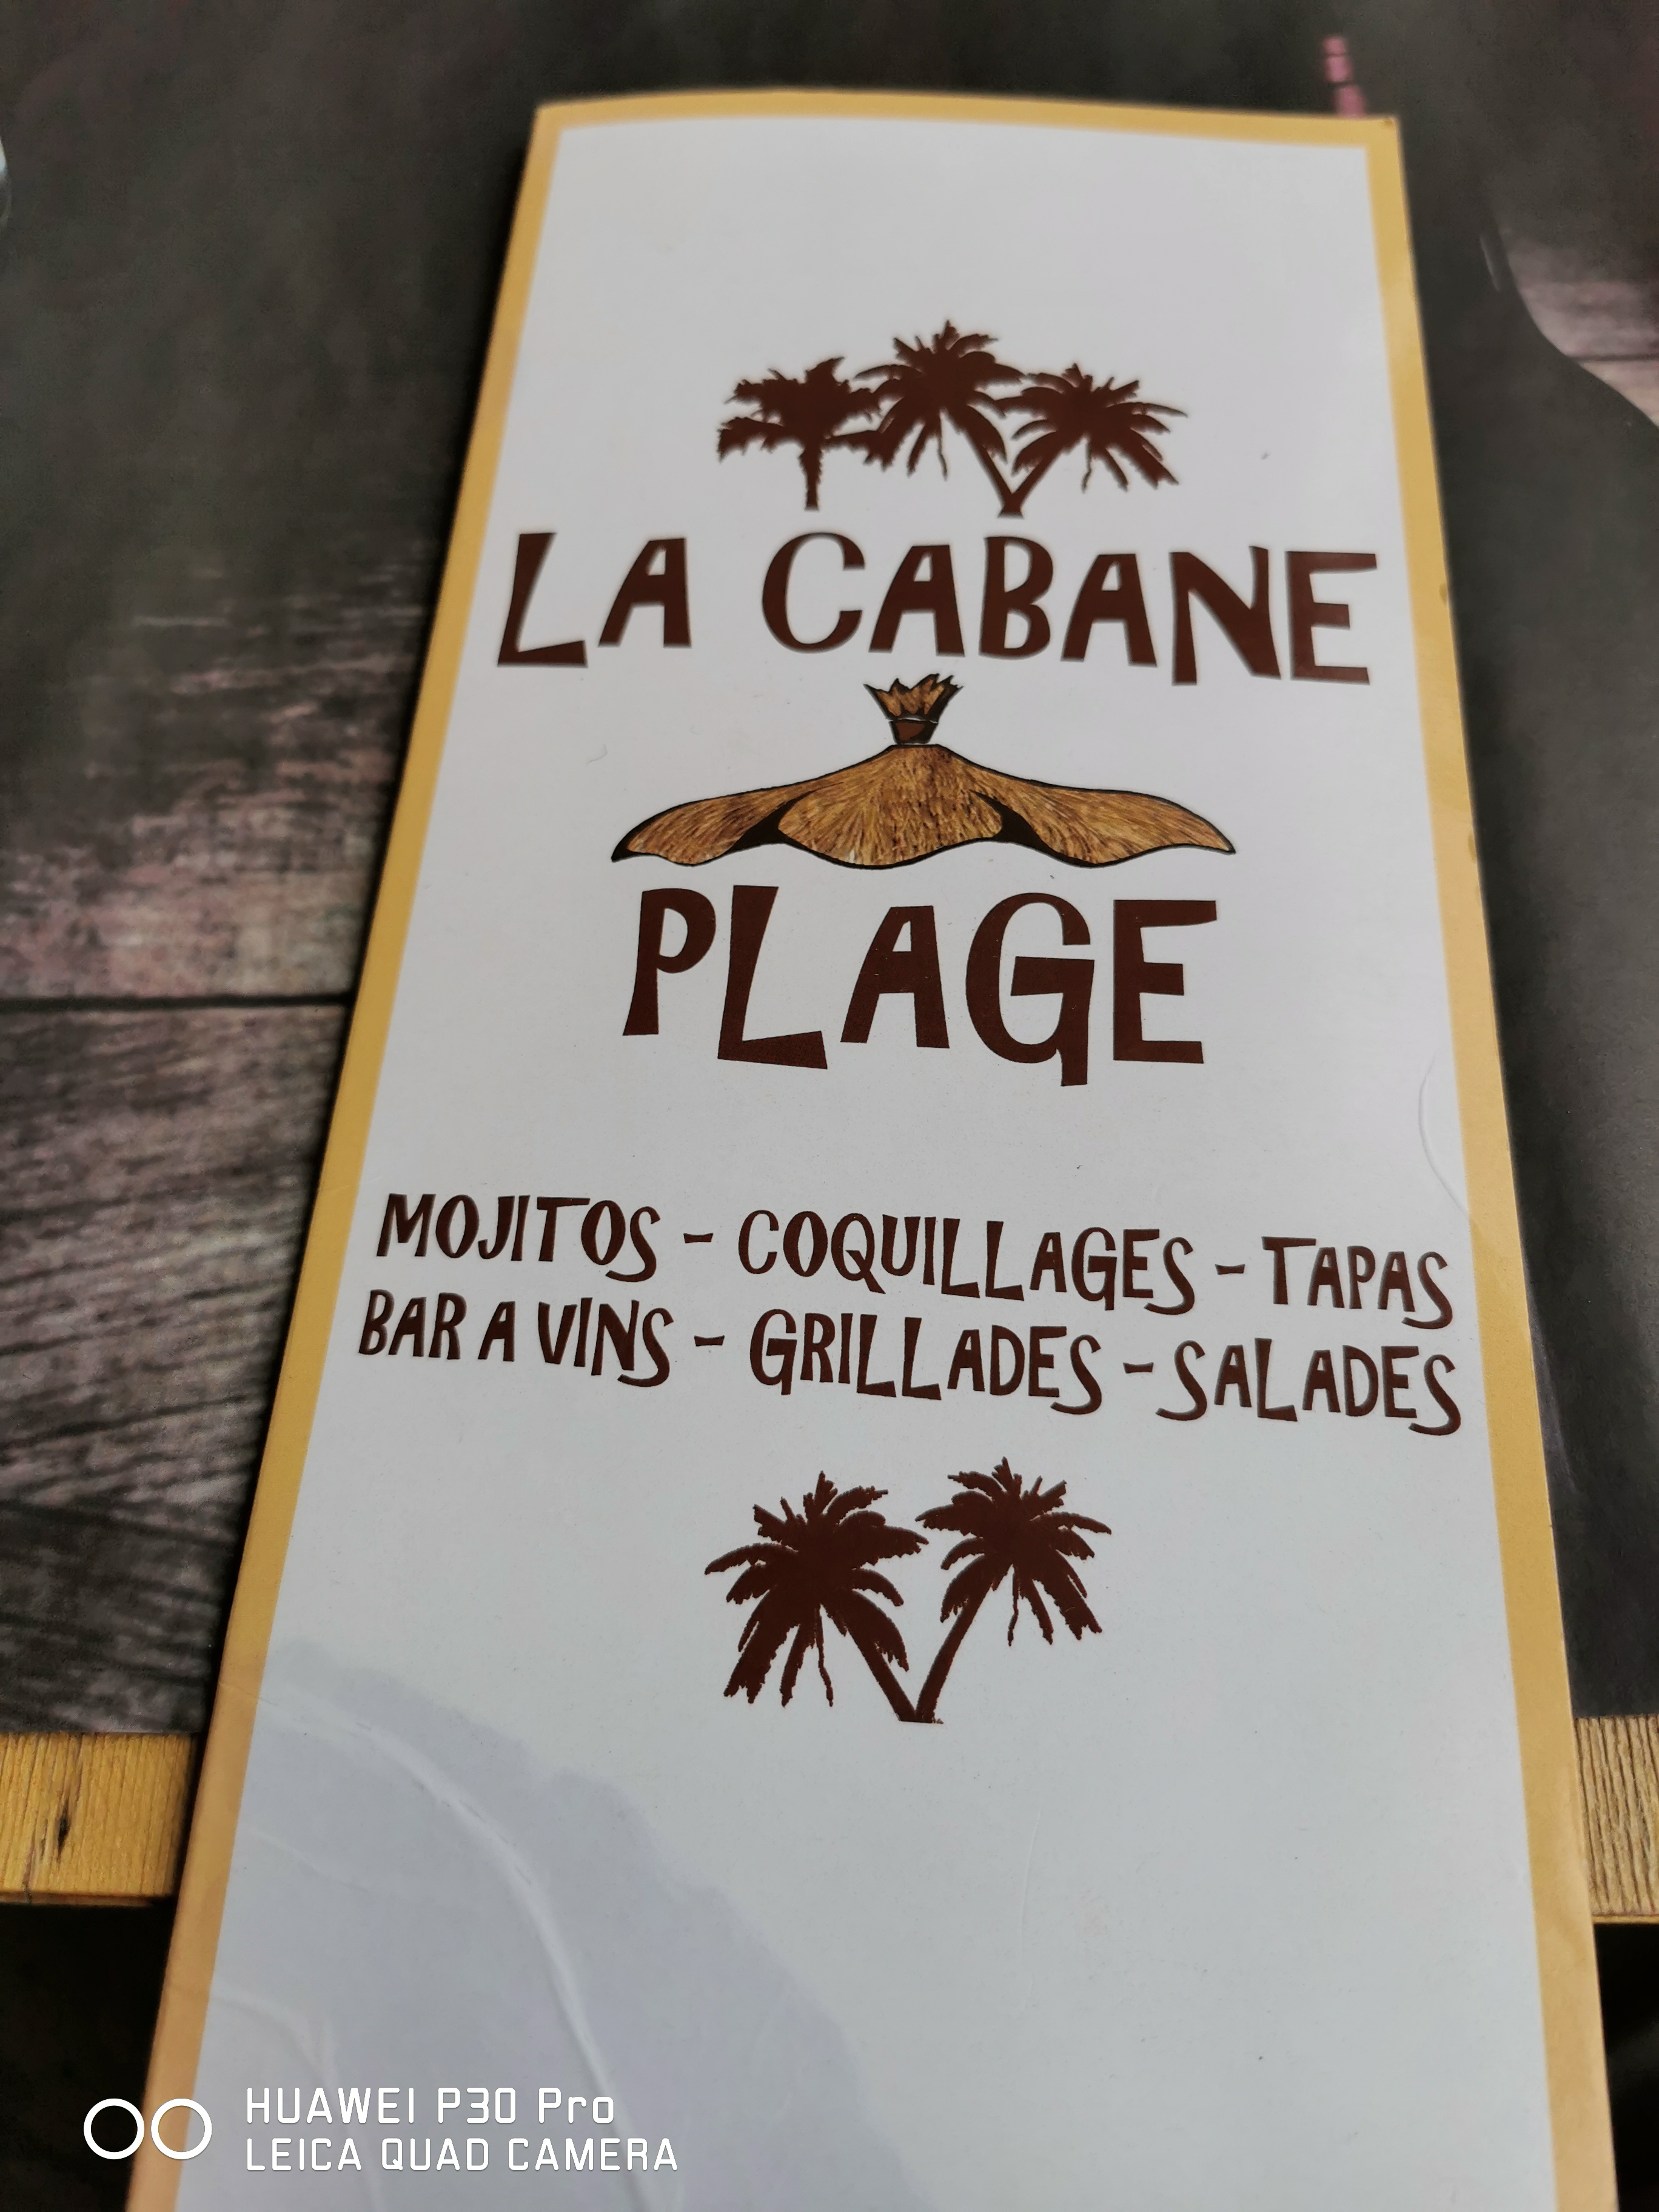 LA CABANE
PLAGE
MOJITOS - COQUILLAGES - TAPAS
BAR A VINS - GRILLADES - SALADES
HUAWEI P30 Pro
LEICA QUAD CAMERA